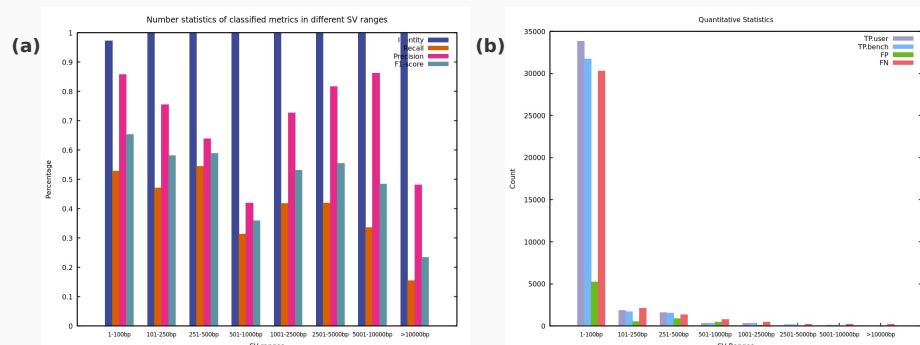 (a)
Number statistics of classified metrics in different SV ranges
Identity
Recall
Precision
F1-score
Percentage
1
0.9
0.8
0.7
0.6
0.5
0.4
0.3
0.2
0.1
0
1-100bp 101-250bp 251-500bp 501-1000bp 1001-2500bp 2501-5000bp 5001-10000bp >10000bp
SV ranges
(b)
Quantitative Statistics
TP.user
TP.bench
FP
FN
Count
35000
30000
25000
20000
15000
10000
5000
0
1-100bp 101-250bp 251-500bp 501-1000bp 1001-2500bp 2501-5000bp 5001-10000bp >10000bp
SV Ranges